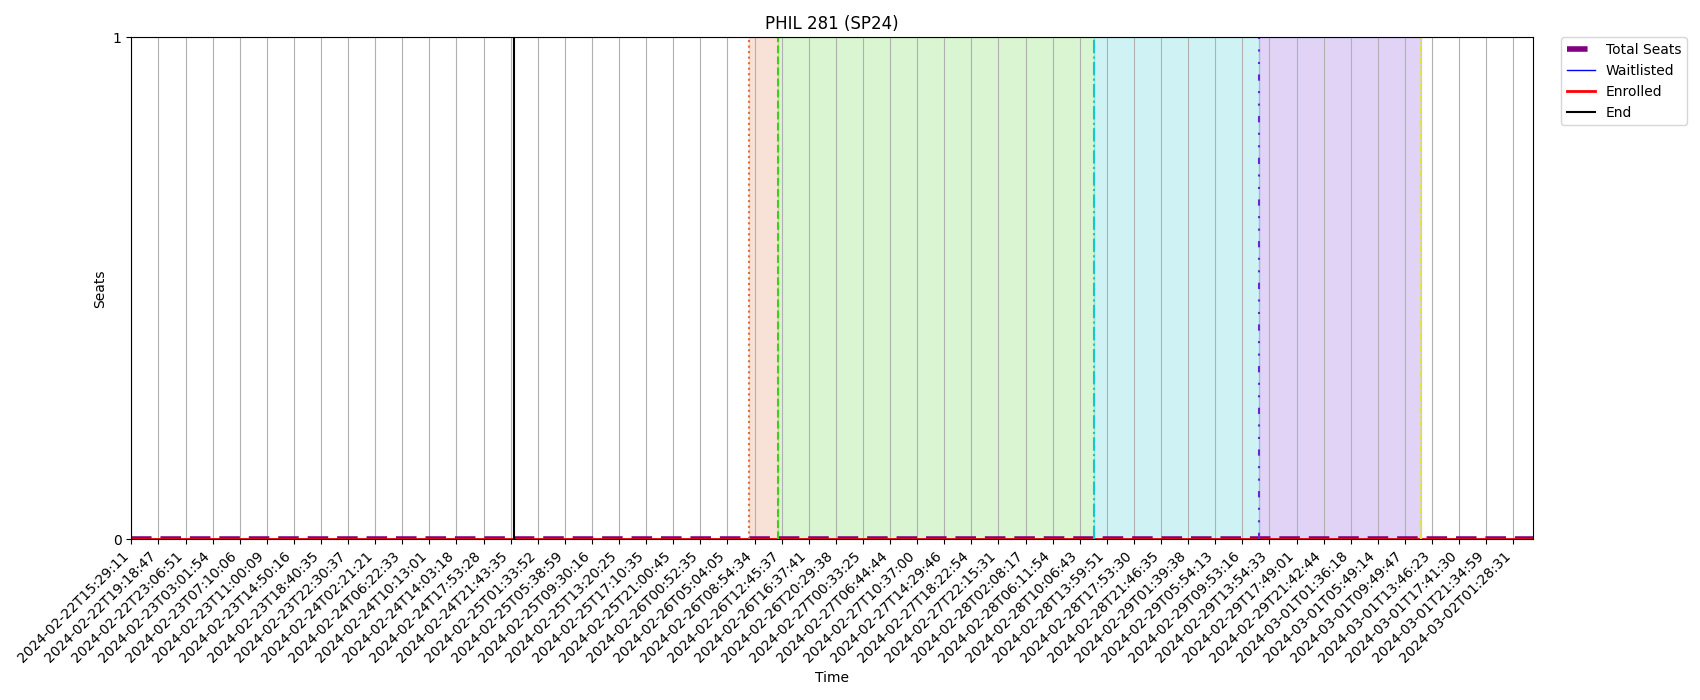 PHIL 281 (SP24)
1
0
Seats
Total Seats
Waitlisted
Enrolled
End
2024-02-22T15:29:11
2024-02-22T19:18:47
2024-02-22T23:06:51
2024-02-23T03:01:54
2024-02-23T07:10:06
2024-02-23T11:00:09
2024-02-23T14:50:16
2024-02-23T18:40:35
2024-02-23T22:30:37
2024-02-24T02:21:21
2024-02-24T06:22:33
2024-02-24T10:13:01
2024-02-24T14:03:18
2024-02-24T17:53:28
2024-02-24T21:43:35
2024-02-25T01:33:52
2024-02-25T05:38:59
2024-02-25T09:30:16
2024-02-25T13:20:25
2024-02-25T17:10:35
2024-02-25T21:00:45
2024-02-26T00:52:35
2024-02-26T05:04:05
2024-02-26T08:54:34
2024-02-26T12:45:37
2024-02-26T16:37:41
2024-02-26T20:29:38
2024-02-27T00:33:25
2024-02-27T06:44:44
2024-02-27T10:37:00
2024-02-27T14:29:46
2024-02-27T18:22:54
2024-02-27T22:15:31
2024-02-28T02:08:17
2024-02-28T06:11:54
2024-02-28T10:06:43
2024-02-28T13:59:51
2024-02-28T17:53:30
2024-02-28T21:46:35
2024-02-29T01:39:38
2024-02-29T05:54:13
2024-02-29T09:53:16
2024-02-29T13:54:33
2024-02-29T17:49:01
2024-02-29T21:42:44
2024-03-01T01:36:18
2024-03-01T05:49:14
2024-03-01T09:49:47
2024-03-01T13:46:23
2024-03-01T17:41:30
2024-03-01T21:34:59
2024-03-02T01:28:31
Time